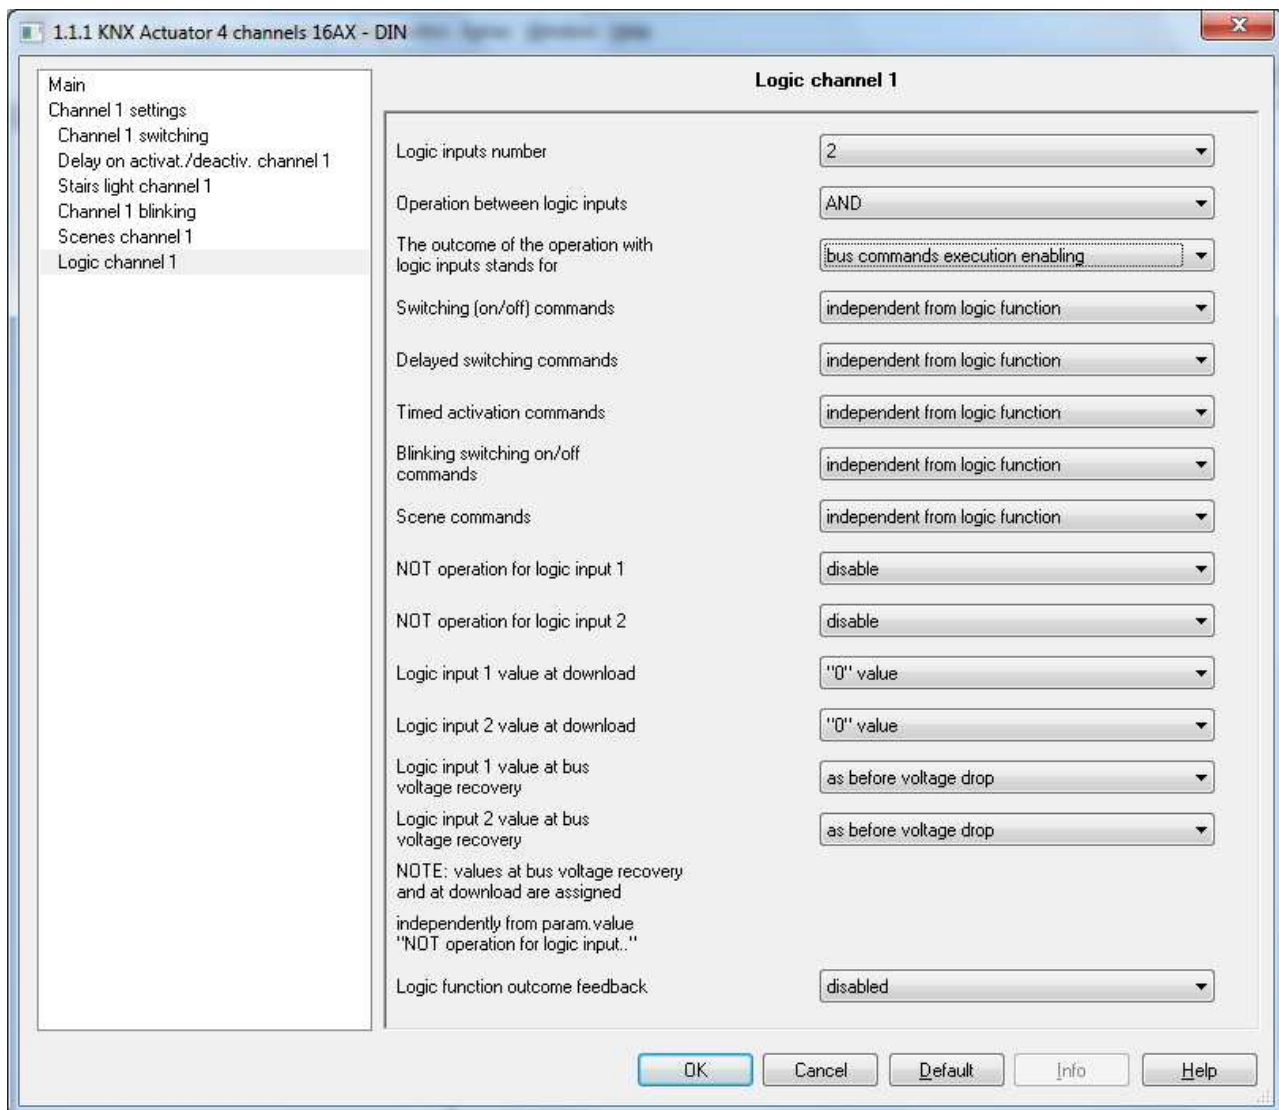 1.1.1 KNX Actuator 4 channels 16AX - DIN
Main
Channel 1 settings
Channel 1 switching
Delay on activat./deactiv. channel 1
Stairs light channel 1
Channel 1 blinking
Scenes channel 1
Logic channel 1
Logic channel 1
Logic inputs number
2
Operation between logic inputs
AND
The outcome of the operation with
logic inputs stands for
bus commands execution enabling
Switching (on/off) commands
independent from logic function
Delayed switching commands
independent from logic function
Timed activation commands
independent from logic function
Blinking switching on/off
commands
independent from logic function
Scene commands
independent from logic function
NOT operation for logic input 1
disable
NOT operation for logic input 2
disable
Logic input 1 value at download
"0" value
Logic input 2 value at download
"0" value
Logic input 1 value at bus
voltage recovery
as before voltage drop
Logic input 2 value at bus
voltage recovery
as before voltage drop
NOTE: values at bus voltage recovery
and at download are assigned
independently from param.value
"NOT operation for logic input.."
Logic function outcome feedback
disabled
OK
Cancel
Default
Info
Help